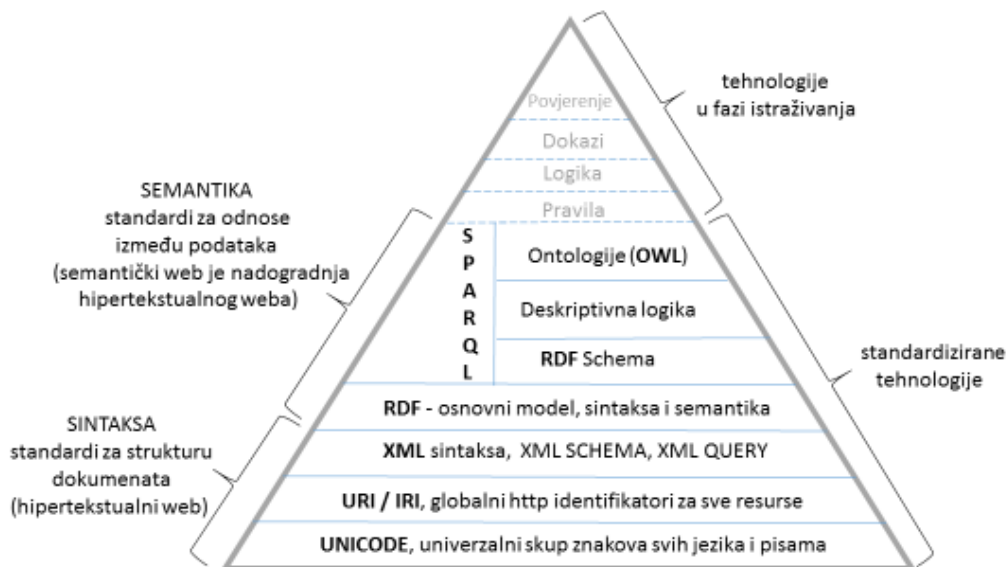 tehnologije
u fazi istraživanja
Povjerenje
Dokazi
Logika
Pravila
SEMANTIKA
standardi za odnose
između podataka
(semantički web je nadogradnja
hipertekstualnog weba)
SPARQL
Ontologije (OWL)
Deskriptivna logika
RDF Schema
standardizirane
tehnologije
RDF - osnovni model, sintaksa i semantika
SINTAKSA
standardi za strukturu
dokumenata
(hipertekstualni web)
XML sintaksa, XML SCHEMA, XML QUERY
URI / IRI, globalni http identifikatori za sve resurse
UNICODE, univerzalni skup znakova svih jezika i pisama